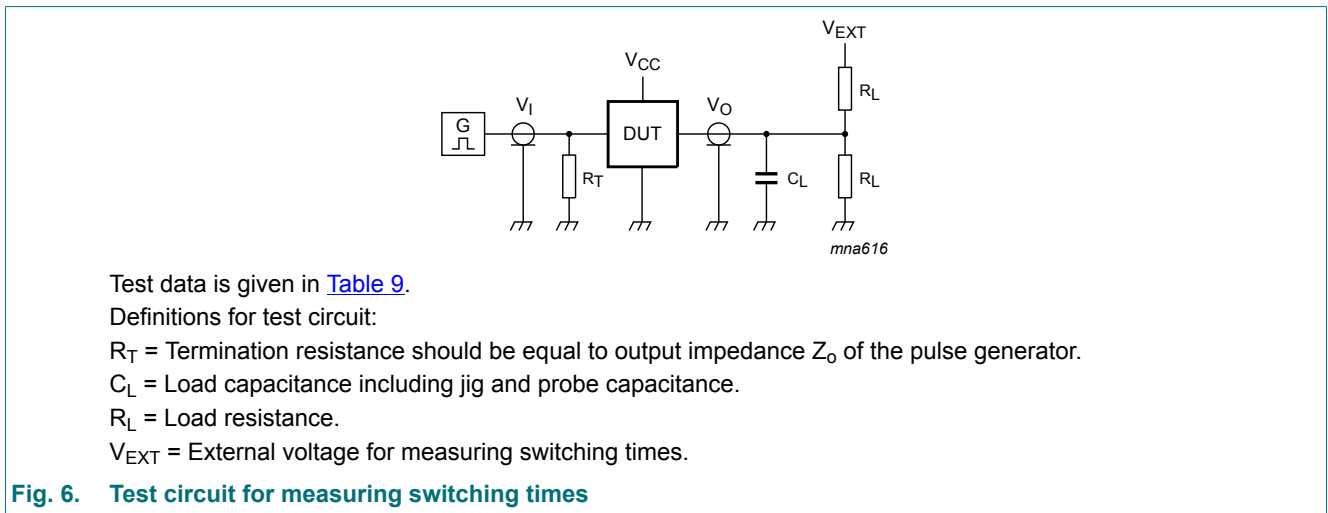 VEXT
VCC
RL
VI
VO
G
DUT
RT
CL
RL
mna616
Test data is given in Table 9.
Definitions for test circuit:
RT = Termination resistance should be equal to output impedance Zo of the pulse generator.
CL = Load capacitance including jig and probe capacitance.
RL = Load resistance.
VEXT = External voltage for measuring switching times.
Fig. 6. Test circuit for measuring switching times